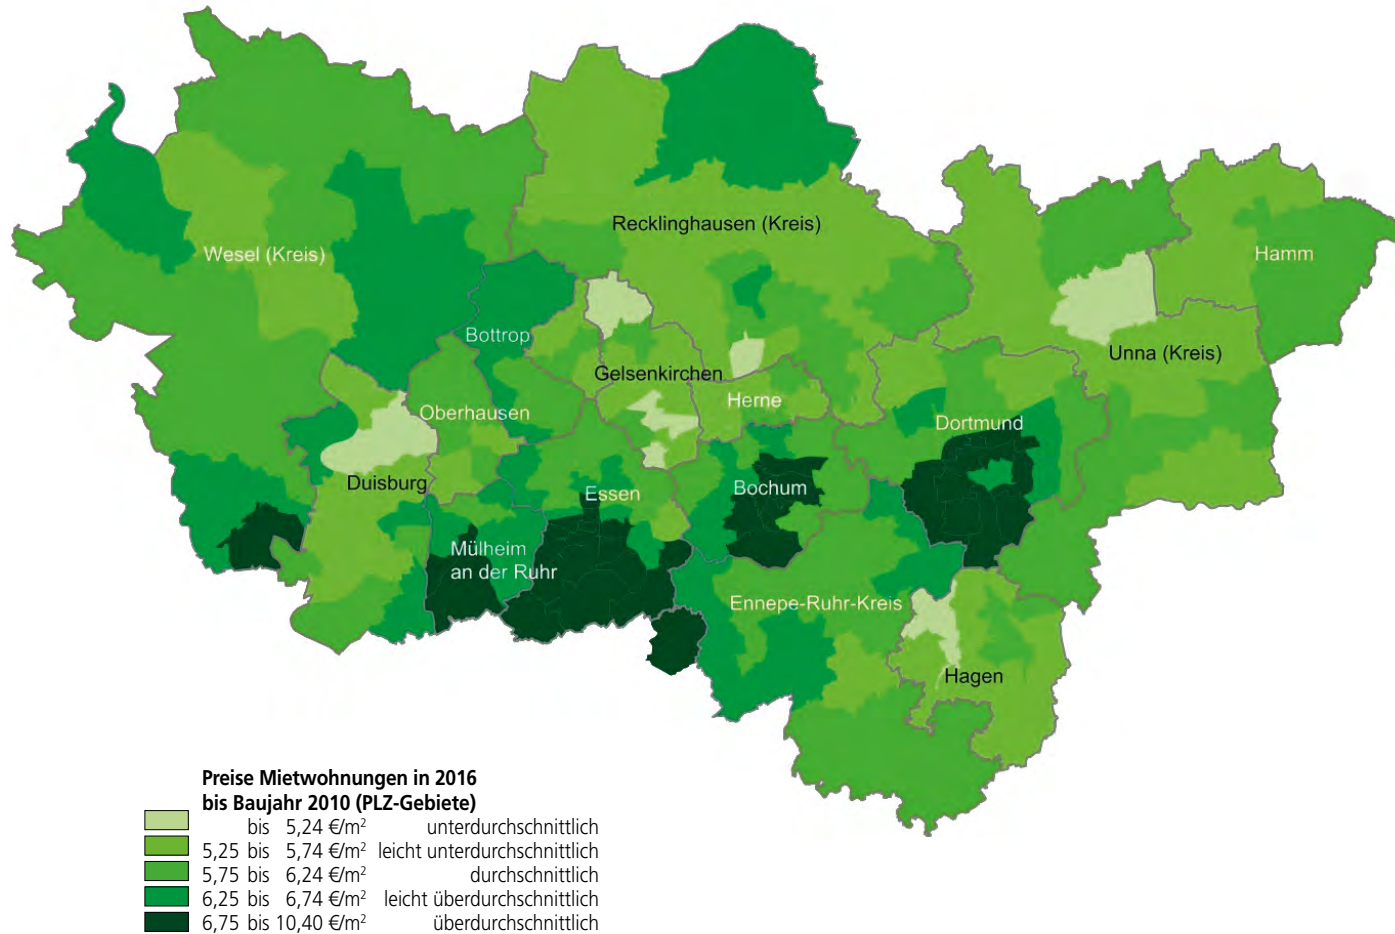 Recklinghausen (Kreis)
Wesel (Kreis)
Hamm
Bottrop
Unna (Kreis)
Gelsenkirchen
Oberhausen
Herne
Dortmund
Duisburg
Essen
Bochum
Mülheim
an der Ruhr
Ennepe-Ruhr-Kreis
Hagen
Preise Mietwohnungen in 2016
bis Baujahr 2010 (PLZ-Gebiete)
bis 5,24 €/m² unterdurchschnittlich
5,25 bis 5,74 €/m² leicht unterdurchschnittlich
5,75 bis 6,24 €/m² durchschnittlich
6,25 bis 6,74 €/m² leicht überdurchschnittlich
6,75 bis 10,40 €/m² überdurchschnittlich